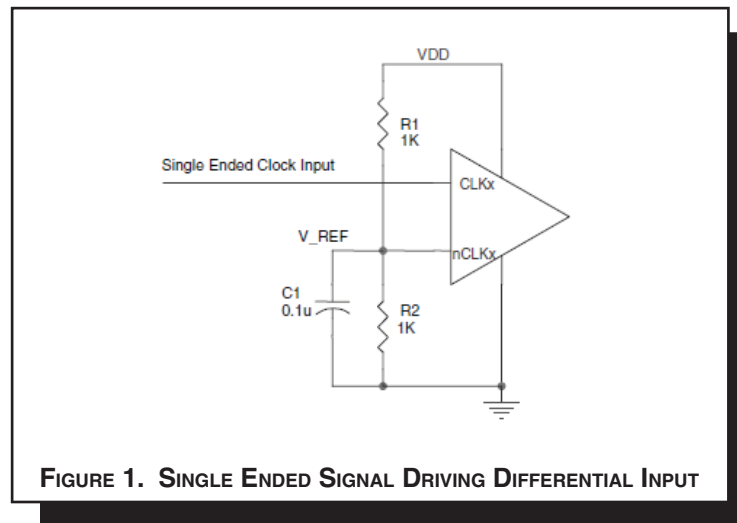 VDD
R1
1K
Single Ended Clock Input
CLKx
V_REF
nCLKx
C1
0.1u
R2
1K
FIGURE 1. SINGLE ENDED SIGNAL DRIVING DIFFERENTIAL INPUT